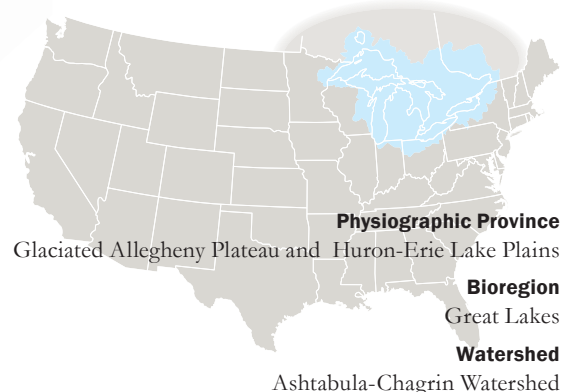 Physiographic Province
Glaciated Allegheny Plateau and Huron-Erie Lake Plains
Bioregion
Great Lakes
Watershed
Ashtabula-Chagrin Watershed